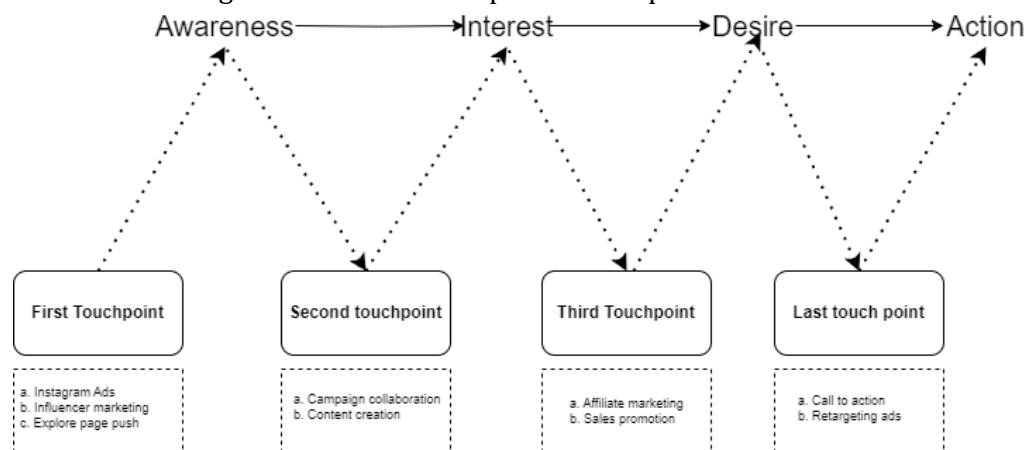 Awareness Interest Desire Action
First Touchpoint
Second touchpoint
Third Touchpoint
Last touch point
a. Instagram Ads
b. Influencer marketing
c. Explore page push
a. Campaign collaboration
b. Content creation
a. Affiliate marketing
b. Sales promotion
a. Call to action
b. Retargeting ads